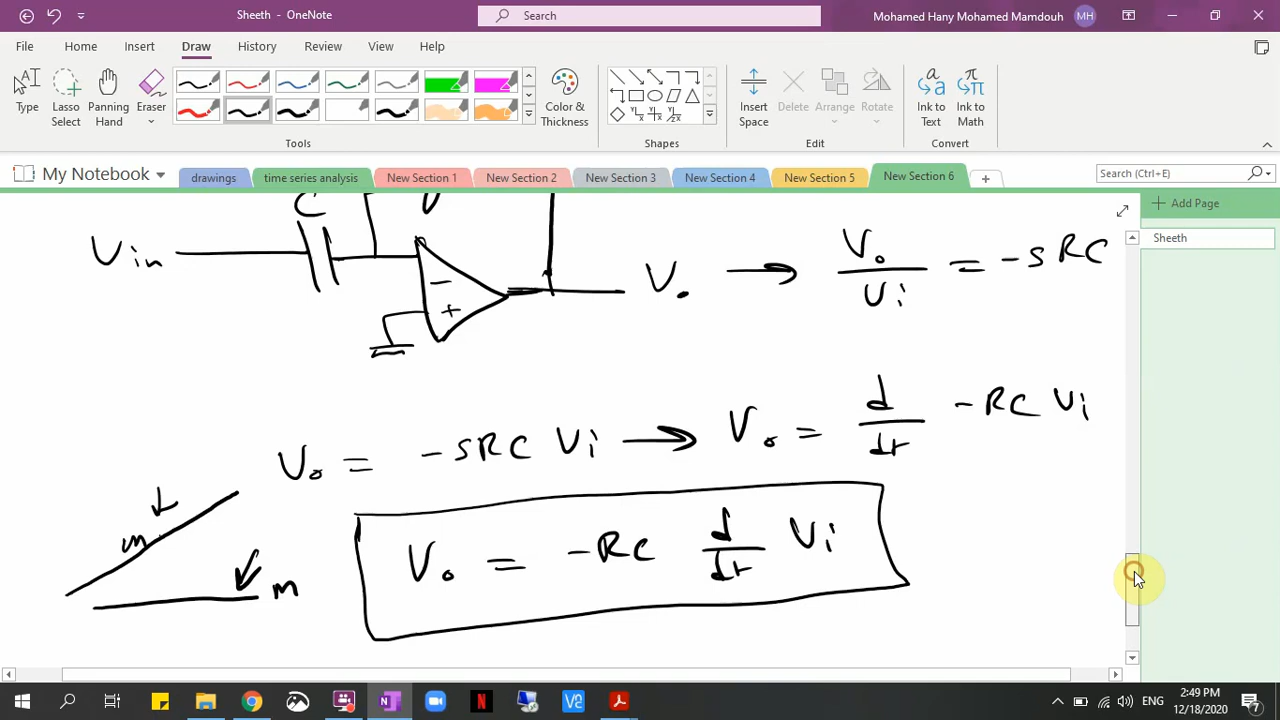 Sheeth - OneNote
Search
Mohamed Hany Mohamed Mamdouh
MH
File Home Insert Draw History Review View Help
Type
Lasso Select
Panning Hand
Eraser
Color & Thickness
Insert Space
Delete
Arrange
Rotate
Ink to Text
Ink to Math
Tools
Shapes
Edit
Convert
My Notebook
drawings
time series analysis
New Section 1
New Section 2
New Section 3
New Section 4
New Section 5
New Section 6
Search (Ctrl+E)
Add Page
Sheeth
C
Vin
-
+
Vo → Vo/Vi = -sRC
Vo = -sRC Vi → Vo = d/dt -RC Vi
m
m
Vo = -RC d/dt Vi
ENG
2:49 PM
12/18/2020
7